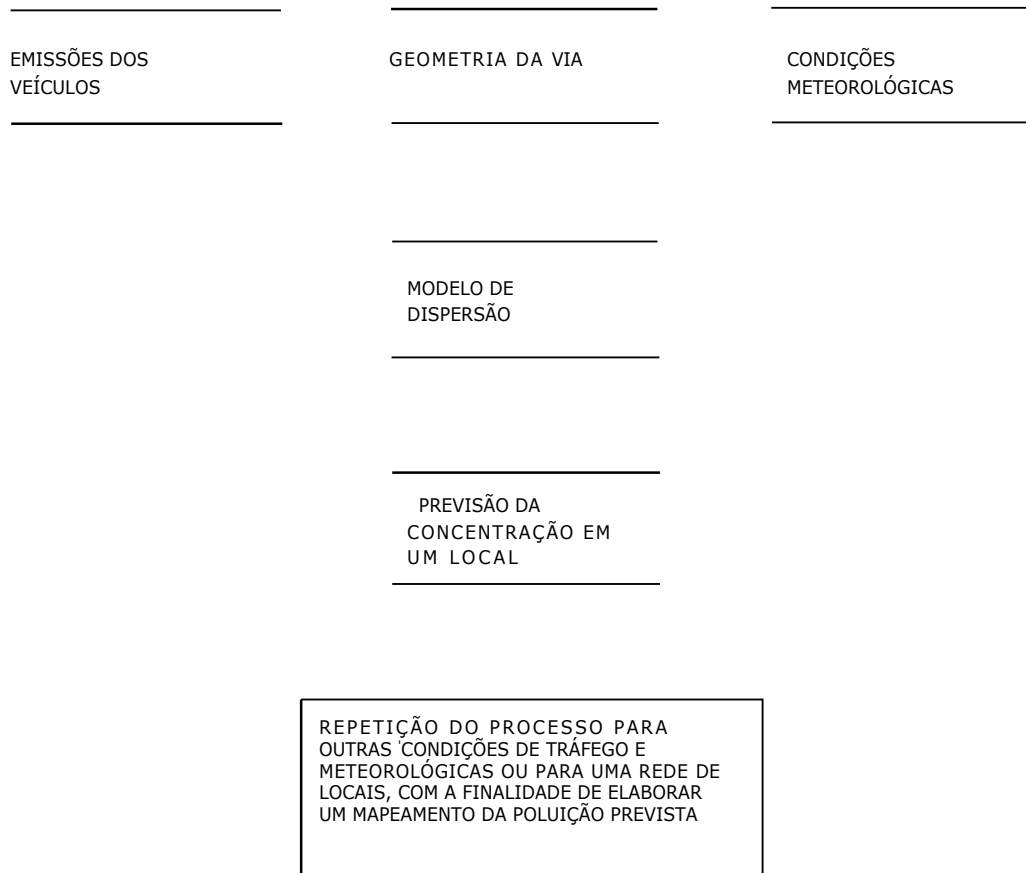 EMISSÕES DOS
VEÍCULOS
GEOMETRIA DA VIA
CONDIÇÕES
METEOROLÓGICAS
MODELO DE
DISPERSÃO
PREVISÃO DA
CONCENTRAÇÃO EM
UM LOCAL
REPETIÇÃO DO PROCESSO PARA
OUTRAS 'CONDIÇÕES DE TRÁFEGO E
METEOROLÓGICAS OU PARA UMA REDE DE
LOCAIS, COM A FINALIDADE DE ELABORAR
UM MAPEAMENTO DA POLUIÇÃO PREVISTA